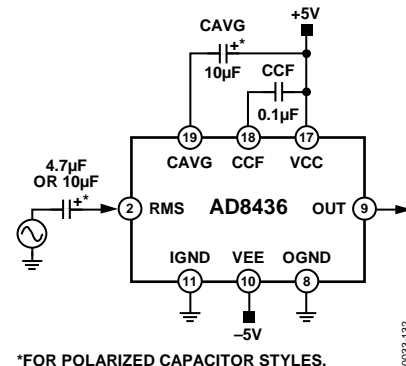 CAVG
+5V
+*
10µF
CCF
0.1µF
19
18
17
CAVG
CCF
VCC
4.7µF
OR 10µF
+*
2
RMS
AD8436
OUT
9
IGND
VEE
OGND
11
10
8
–5V
*FOR POLARIZED CAPACITOR STYLES.